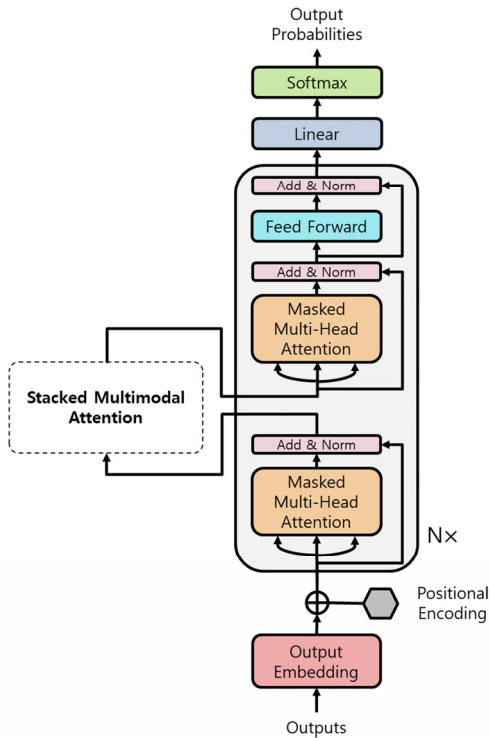 Output
Probabilities
Softmax
Linear
Add & Norm
Feed Forward
Add & Norm
Masked
Multi-Head
Attention
Stacked Multimodal
Attention
Add & Norm
Masked
Multi-Head
Attention
N×
Positional
Encoding
Output
Embedding
Outputs